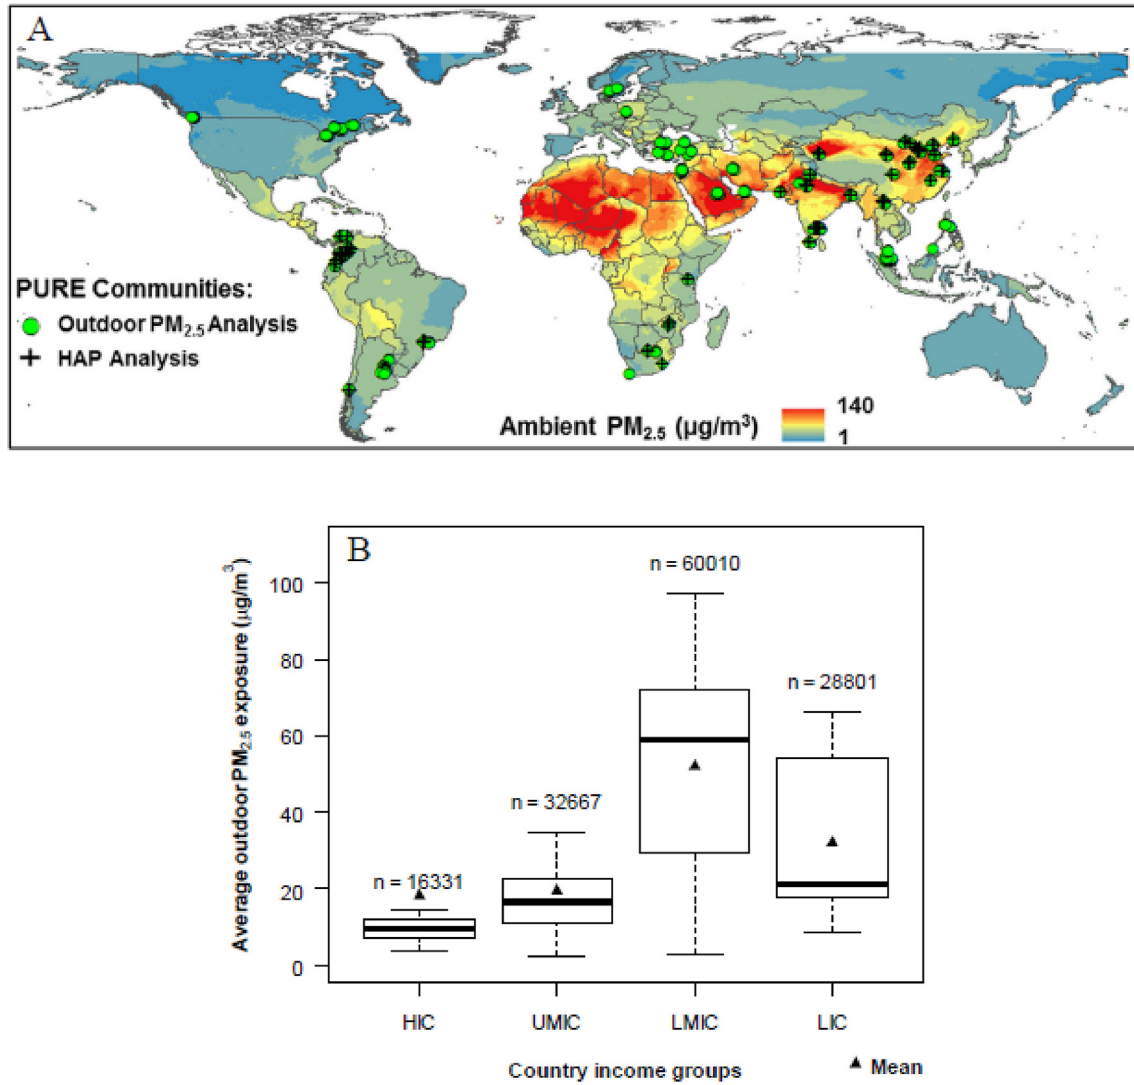 A
PURE Communities:
Outdoor PM2.5 Analysis
HAP Analysis
Ambient PM2.5 (µg/m3)
140
1
B
Average outdoor PM2.5 exposure (µg/m3)
100
80
60
40
20
0
n = 16331
n = 32667
n = 60010
n = 28801
HIC
UMIC
LMIC
LIC
Country income groups
Mean